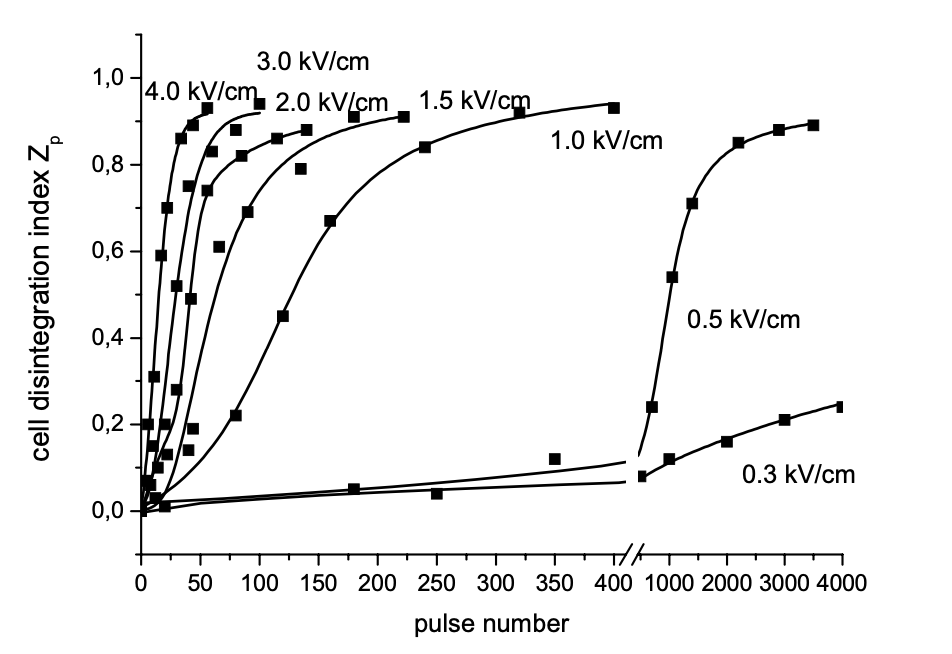 3.0 kV/cm
4.0 kV/cm
2.0 kV/cm
1.5 kV/cm
1.0 kV/cm
0.5 kV/cm
0.3 kV/cm
cell disintegration index Zp
1,0
0,8
0,6
0,4
0,2
0,0
0 50 100 150 200 250 300 350 400 1000 2000 3000 4000
pulse number